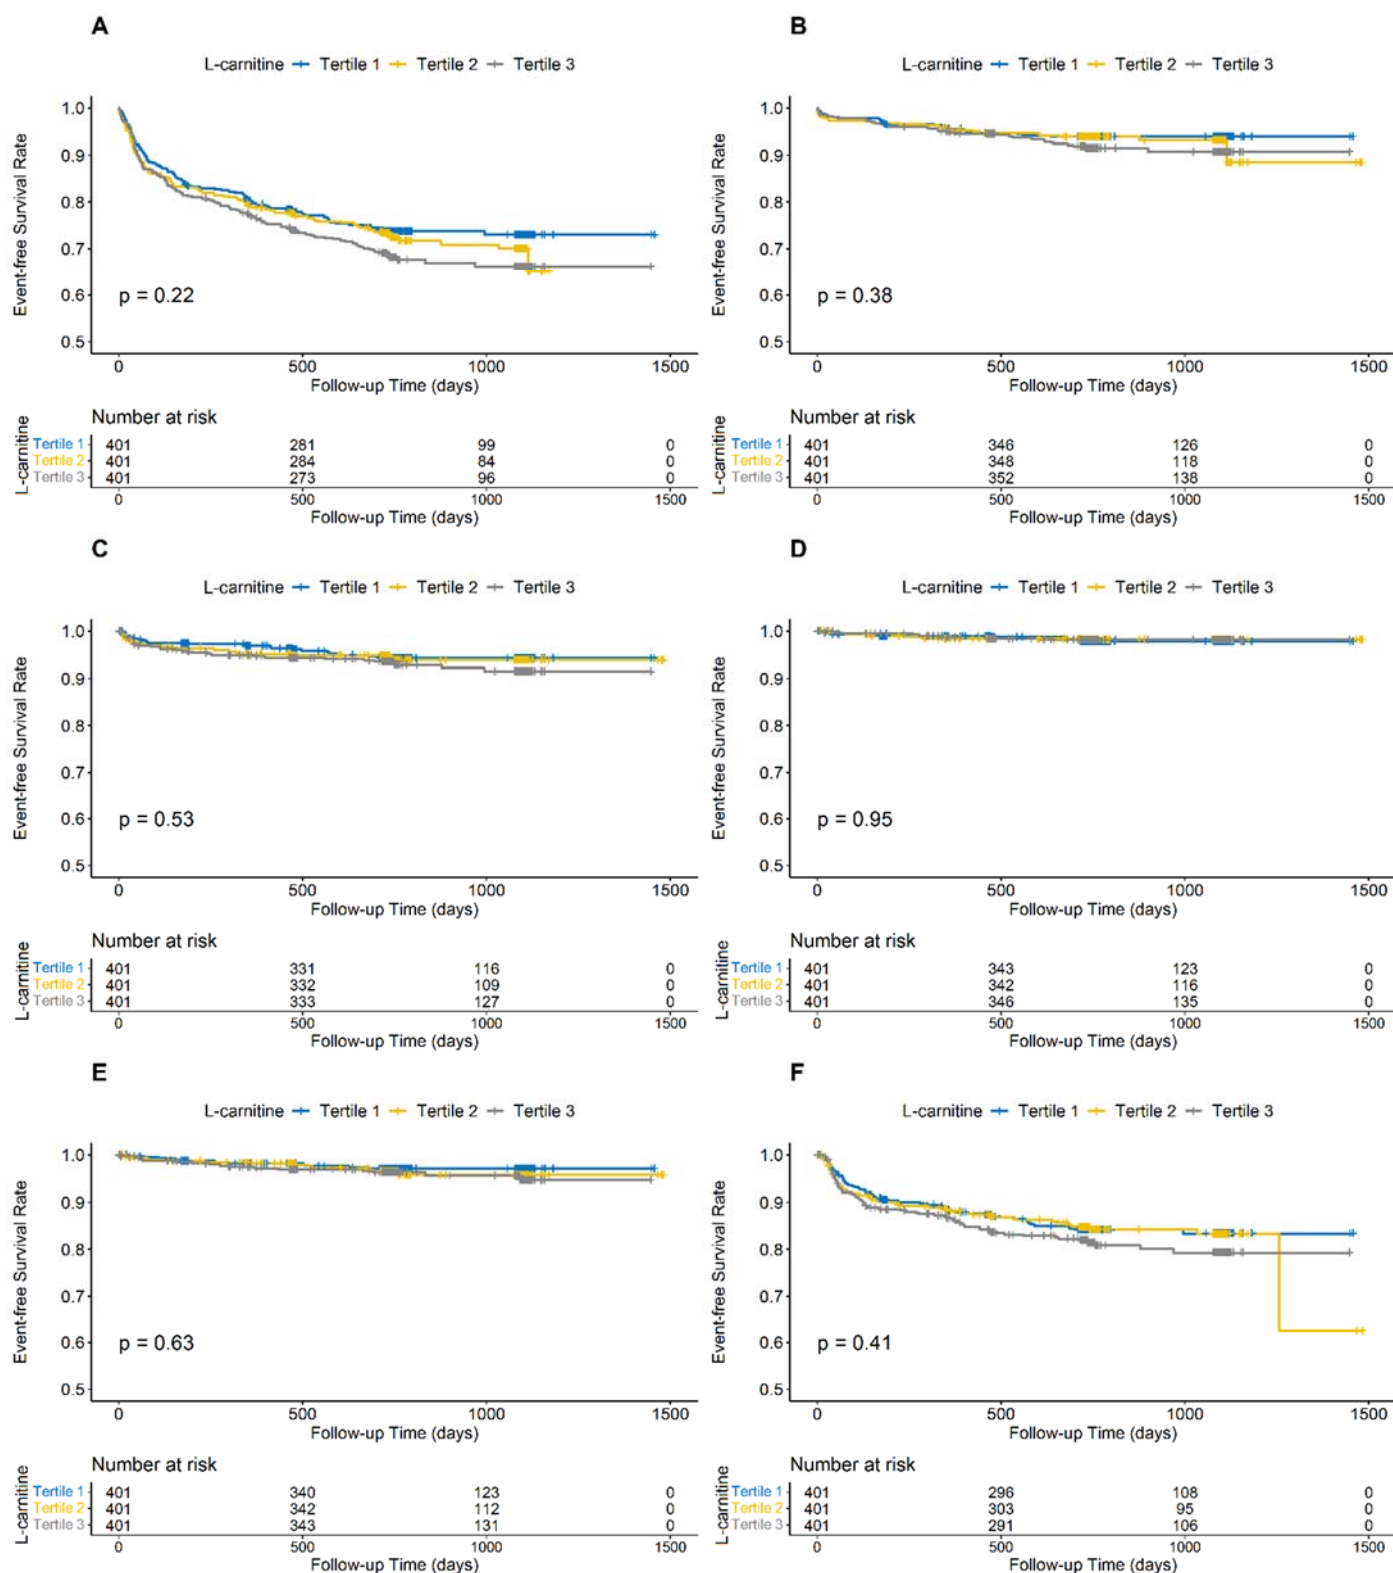 A
L-carnitine Tertile 1 Tertile 2 Tertile 3
Event-free Survival Rate
1.0
0.9
0.8
0.7
0.6
0.5
p = 0.22
0 500 1000 1500
Follow-up Time (days)
Number at risk
L-carnitine
Tertile 1 401 281 99 0
Tertile 2 401 284 84 0
Tertile 3 401 273 96 0
0 500 1000 1500
Follow-up Time (days)
B
L-carnitine Tertile 1 Tertile 2 Tertile 3
Event-free Survival Rate
1.0
0.9
0.8
0.7
0.6
0.5
p = 0.38
0 500 1000 1500
Follow-up Time (days)
Number at risk
L-carnitine
Tertile 1 401 346 126 0
Tertile 2 401 348 118 0
Tertile 3 401 352 138 0
0 500 1000 1500
Follow-up Time (days)
C
L-carnitine Tertile 1 Tertile 2 Tertile 3
Event-free Survival Rate
1.0
0.9
0.8
0.7
0.6
0.5
p = 0.53
0 500 1000 1500
Follow-up Time (days)
Number at risk
L-carnitine
Tertile 1 401 331 116 0
Tertile 2 401 332 109 0
Tertile 3 401 333 127 0
0 500 1000 1500
Follow-up Time (days)
D
L-carnitine Tertile 1 Tertile 2 Tertile 3
Event-free Survival Rate
1.0
0.9
0.8
0.7
0.6
0.5
p = 0.95
0 500 1000 1500
Follow-up Time (days)
Number at risk
L-carnitine
Tertile 1 401 343 123 0
Tertile 2 401 342 116 0
Tertile 3 401 346 135 0
0 500 1000 1500
Follow-up Time (days)
E
L-carnitine Tertile 1 Tertile 2 Tertile 3
Event-free Survival Rate
1.0
0.9
0.8
0.7
0.6
0.5
p = 0.63
0 500 1000 1500
Follow-up Time (days)
Number at risk
L-carnitine
Tertile 1 401 340 123 0
Tertile 2 401 342 112 0
Tertile 3 401 343 131 0
0 500 1000 1500
Follow-up Time (days)
F
L-carnitine Tertile 1 Tertile 2 Tertile 3
Event-free Survival Rate
1.0
0.9
0.8
0.7
0.6
0.5
p = 0.41
0 500 1000 1500
Follow-up Time (days)
Number at risk
L-carnitine
Tertile 1 401 296 108 0
Tertile 2 401 303 95 0
Tertile 3 401 291 106 0
0 500 1000 1500
Follow-up Time (days)